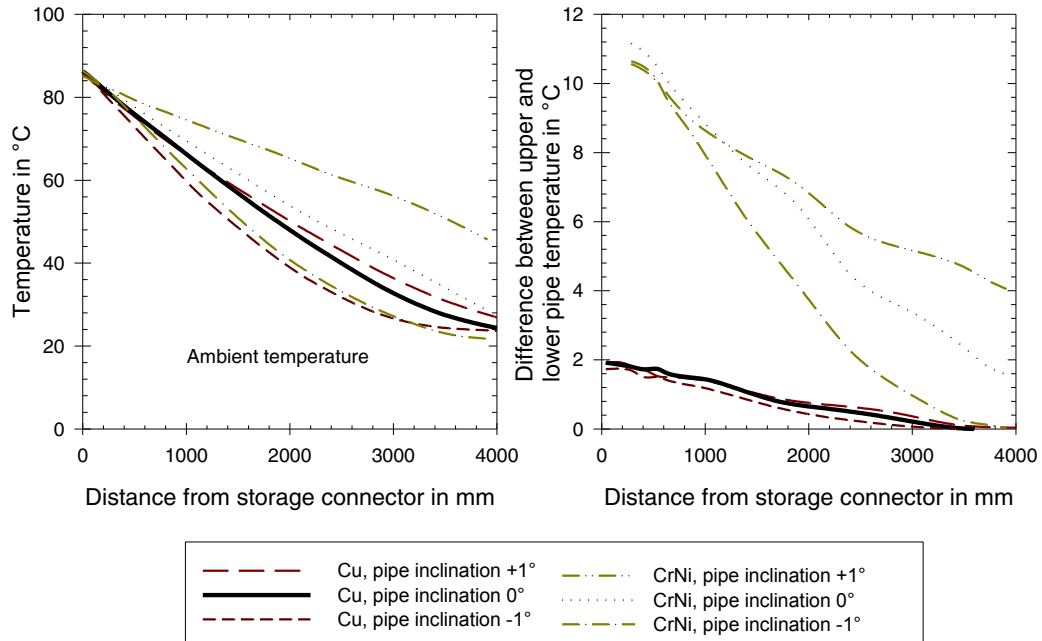 Temperature in °C
100
80
60
40
20
0
Ambient temperature
0 1000 2000 3000 4000
Distance from storage connector in mm
Difference between upper and
lower pipe temperature in °C
12
10
8
6
4
2
0
0 1000 2000 3000 4000
Distance from storage connector in mm
Cu, pipe inclination +1°
Cu, pipe inclination 0°
Cu, pipe inclination -1°
CrNi, pipe inclination +1°
CrNi, pipe inclination 0°
CrNi, pipe inclination -1°